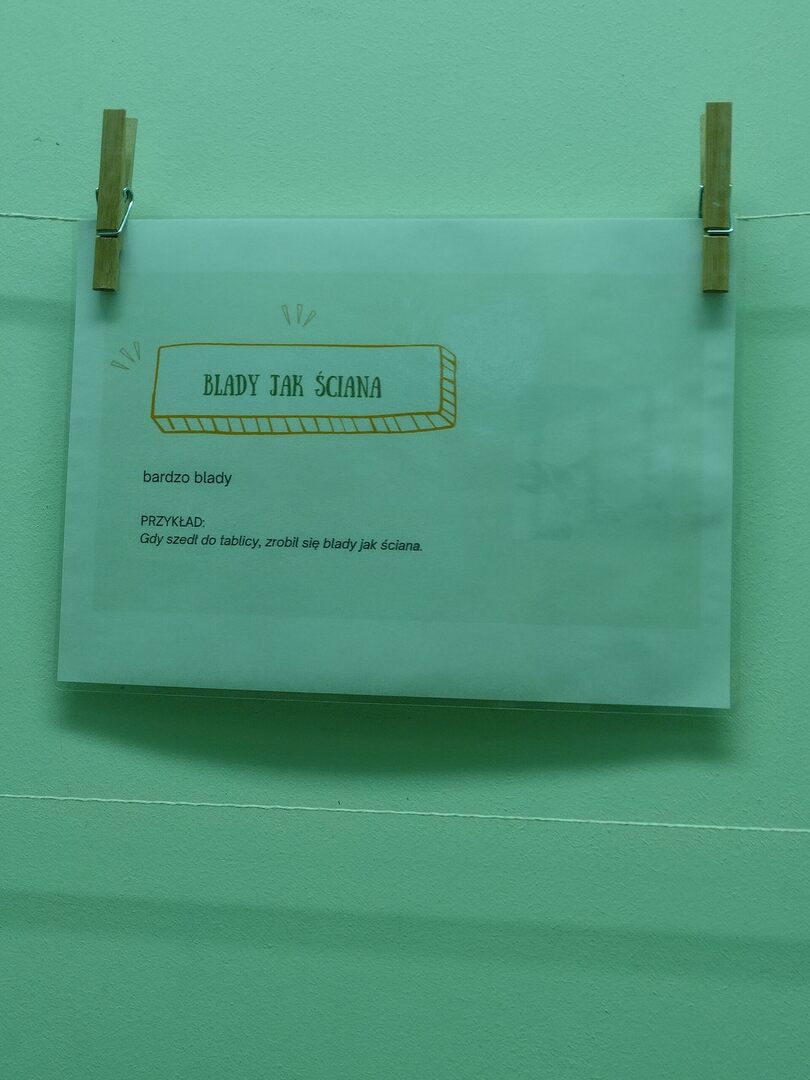 BLADY JAK ŚCIANA
bardzo blady
PRZYKŁAD:
Gdy szedł do tablicy, zrobił się blady jak ściana.